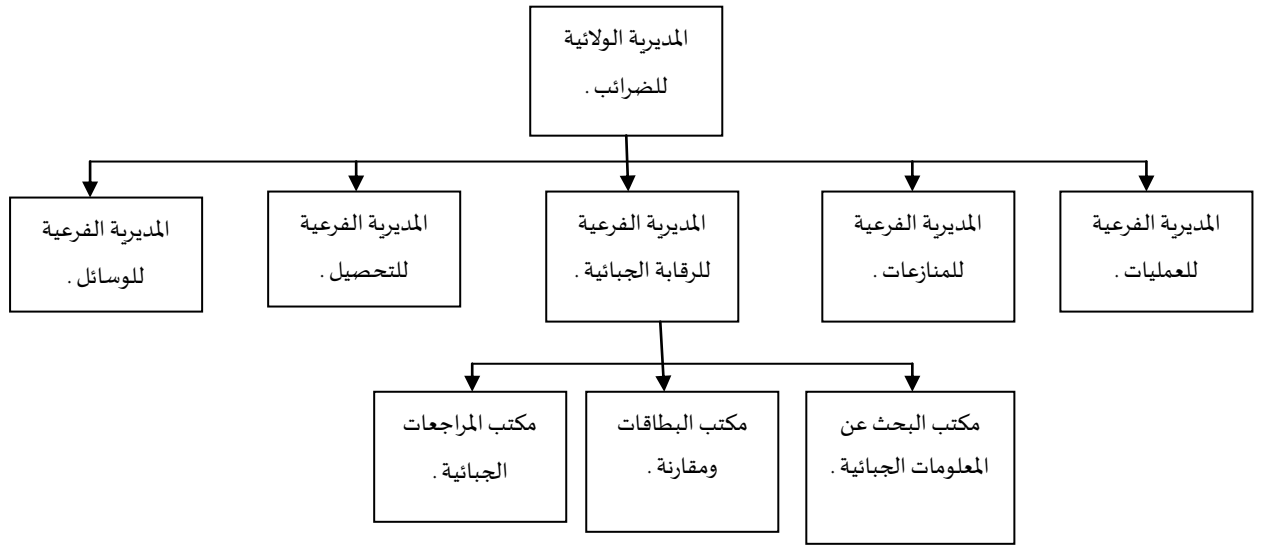 المديرية الولائية
للضرائب .
المديرية الفرعية
للعمليات .
المديرية الفرعية
للمنازعات .
المديرية الفرعية
للرقابة الجبائية .
المديرية الفرعية
للتحصيل .
المديرية الفرعية
للوسائل .
مكتب البحث عن
المعلومات الجبائية .
مكتب البطاقات
ومقارنة .
مكتب المراجعات
الجبائية .